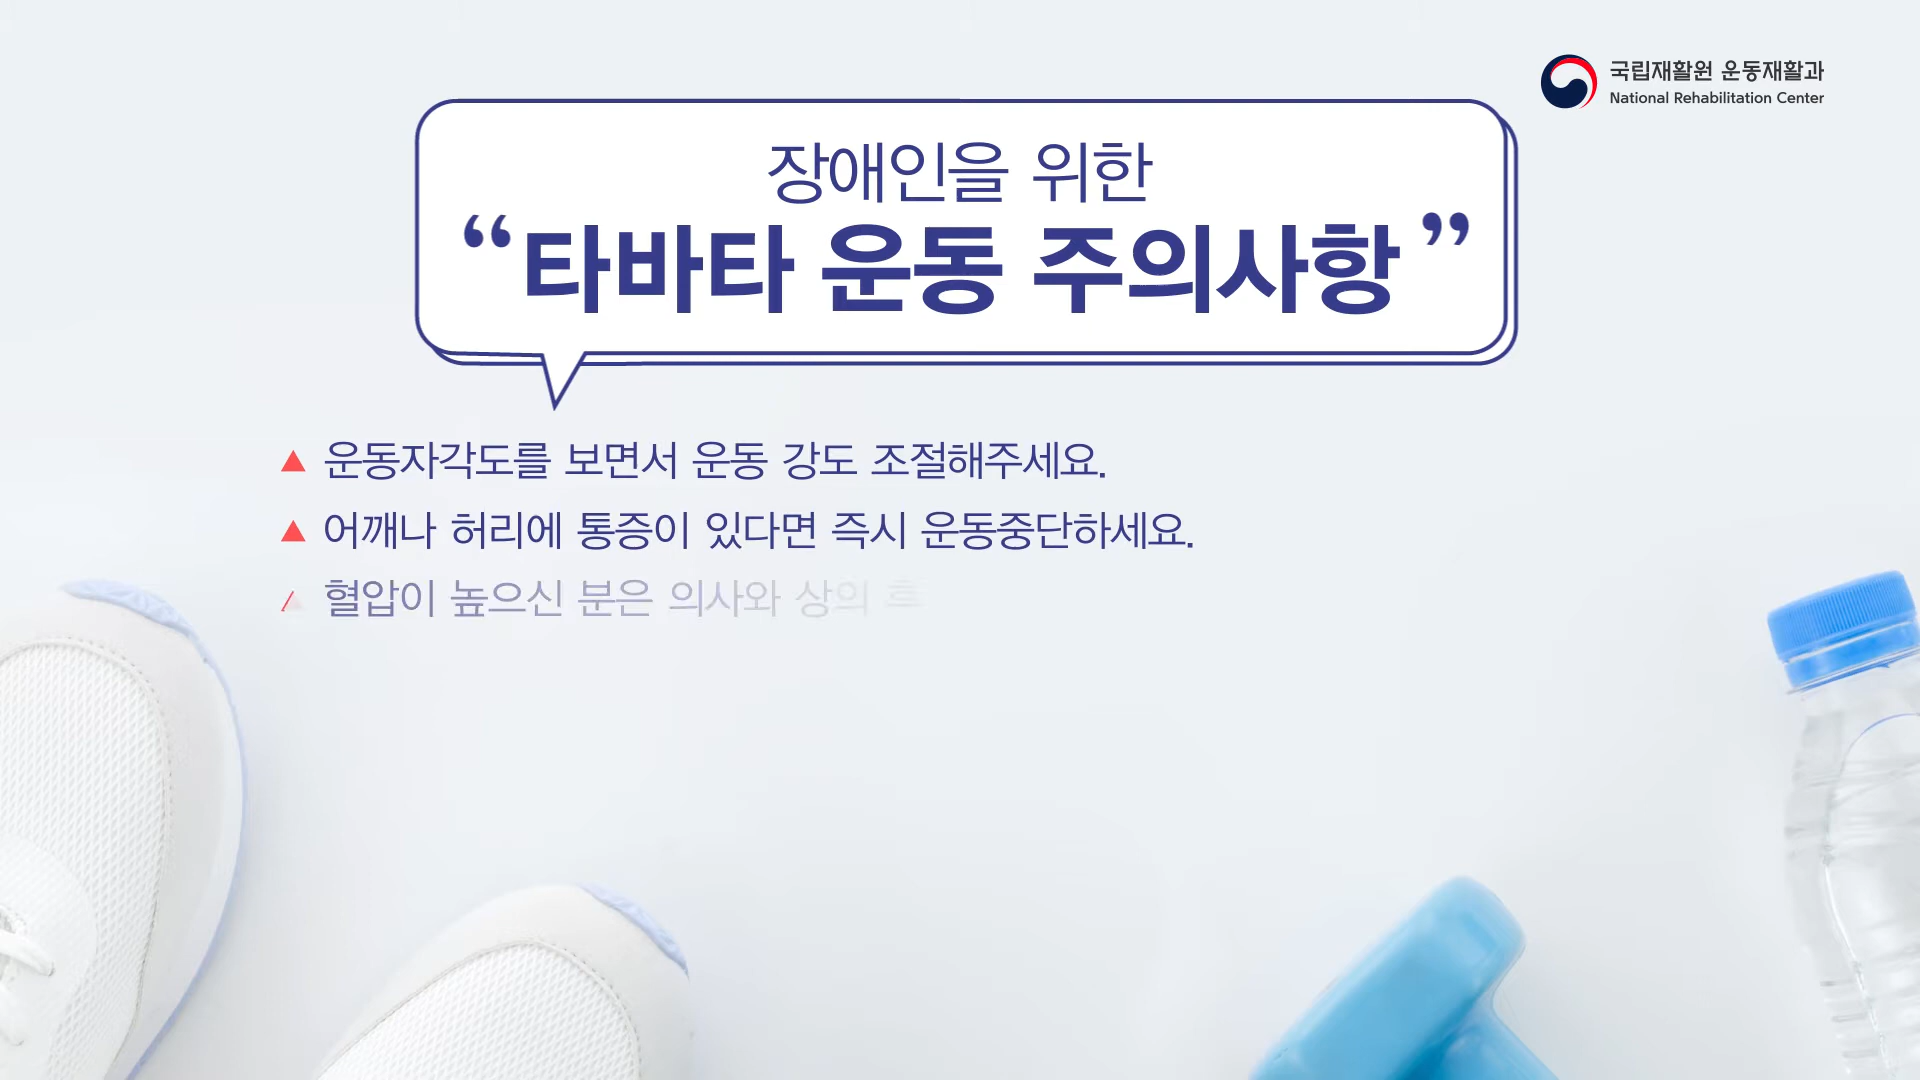 국립재활원 운동재활과
National Rehabilitation Center
장애인을 위한
“타바타 운동 주의사항”
▲ 운동자각도를 보면서 운동 강도 조절해주세요.
▲ 어깨나 허리에 통증이 있다면 즉시 운동중단하세요.
혈압이 높으신 분은 의사와 상의